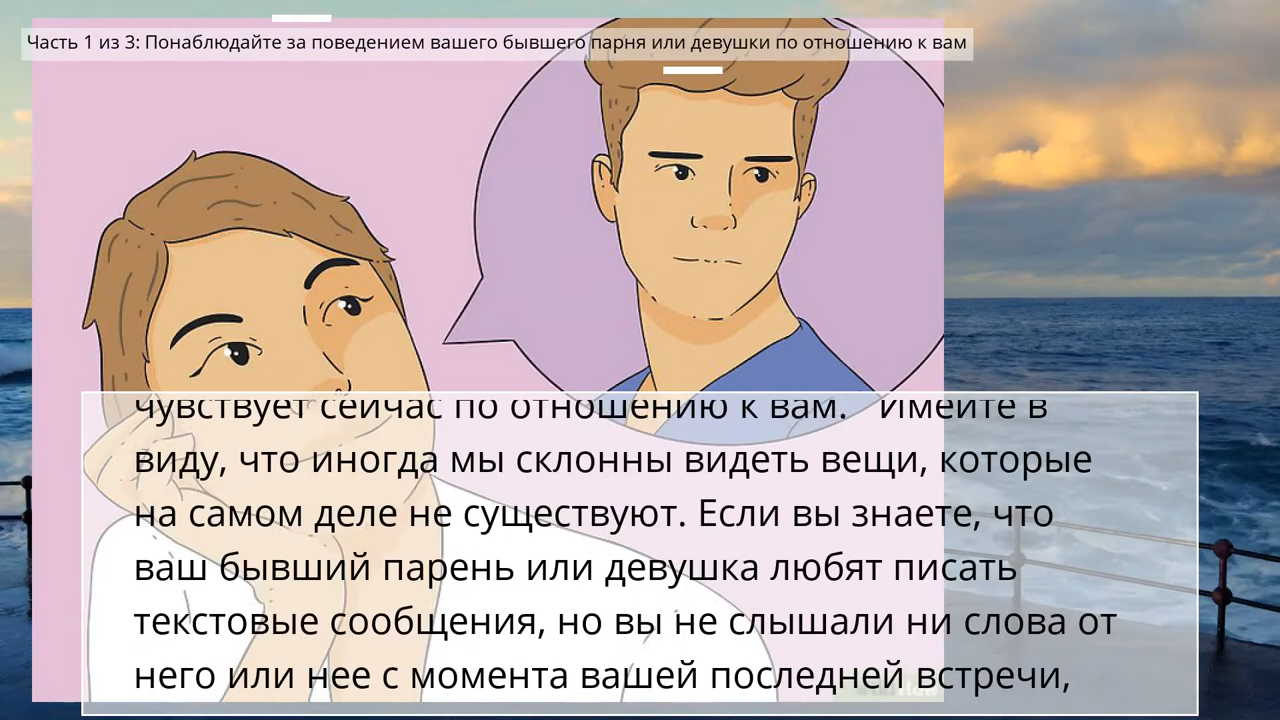 Часть 1 из 3: Понаблюдайте за поведением вашего бывшего парня или девушки по отношению к вам
чувствует сейчас по отношению к вам. Имейте в
виду, что иногда мы склонны видеть вещи, которые
на самом деле не существуют. Если вы знаете, что
ваш бывший парень или девушка любят писать
текстовые сообщения, но вы не слышали ни слова от
него или нее с момента вашей последней встречи,